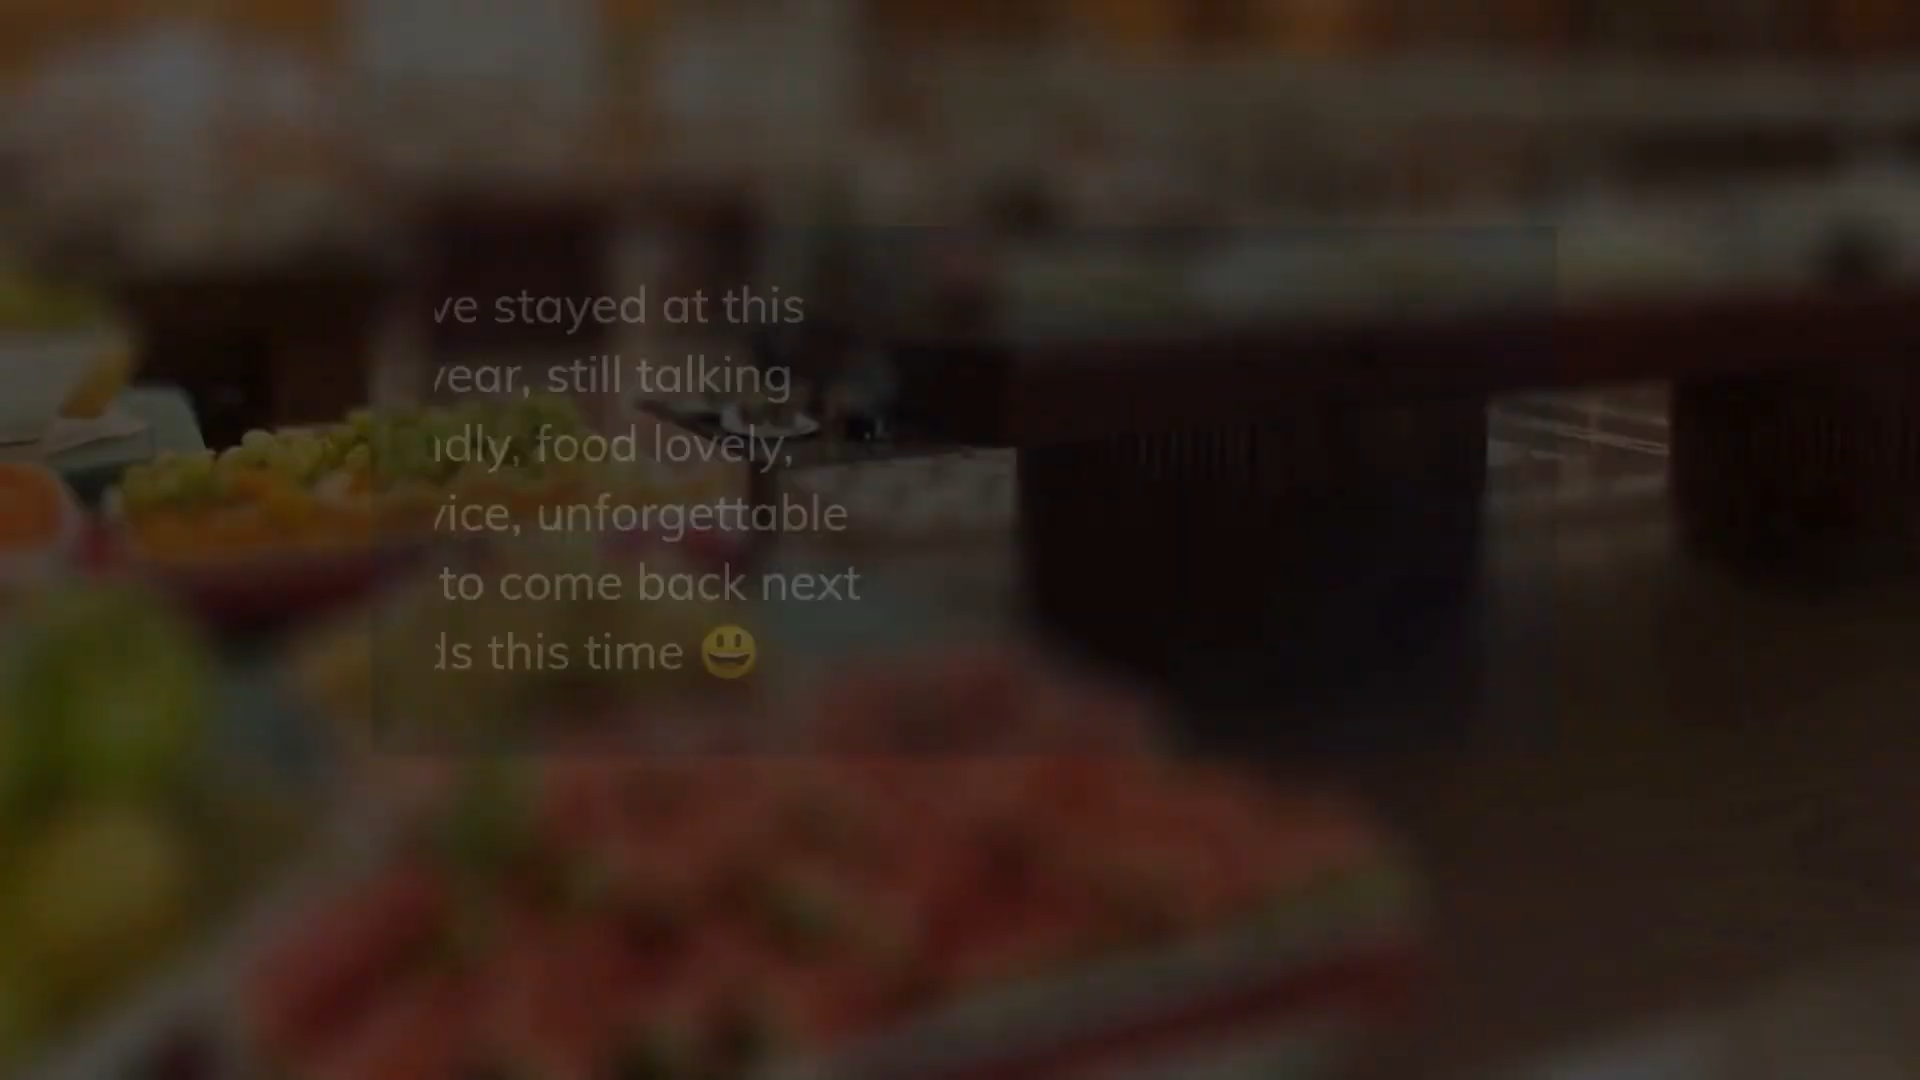 ve stayed at this
year, still talking
dly, food lovely,
vice, unforgettable
to come back next
ds this time 😃